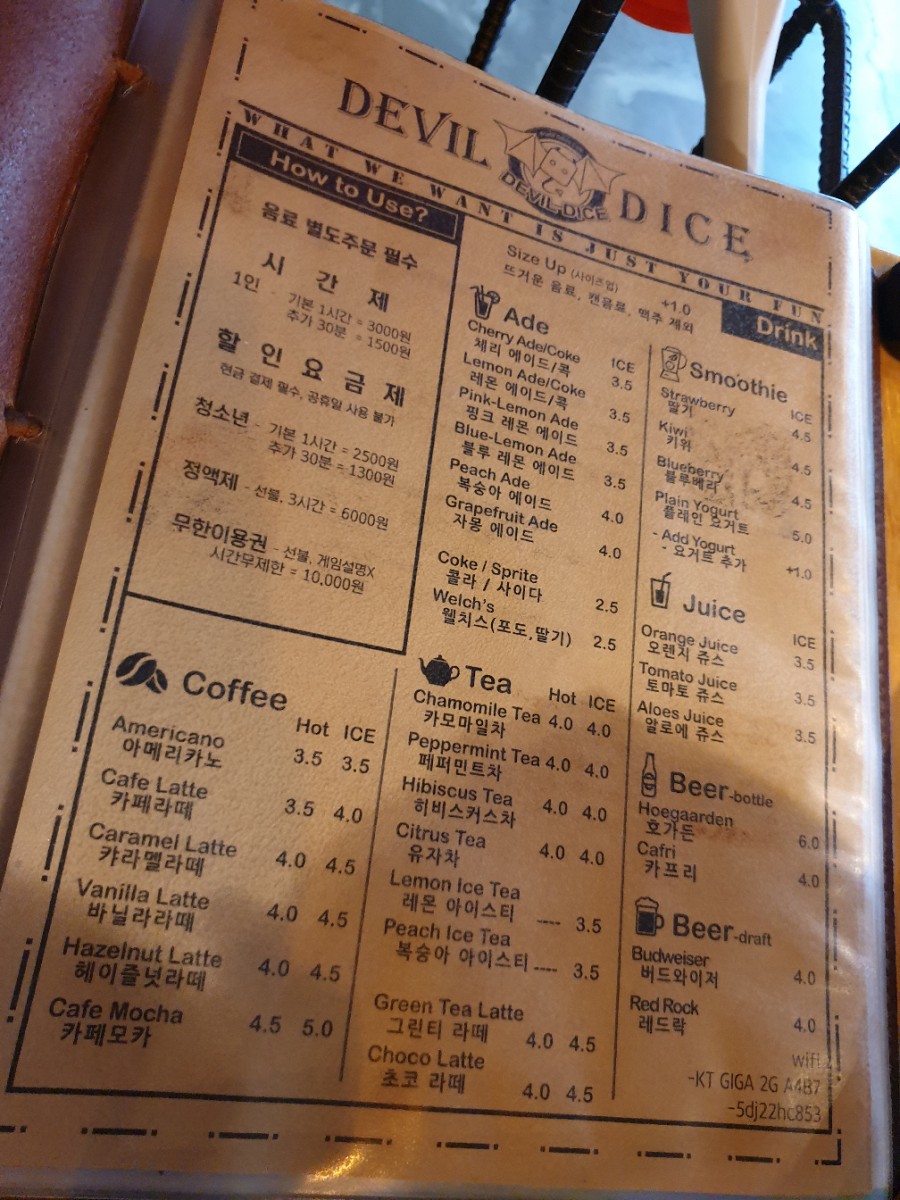 DEVIL DICE
DEVIL DICE
WHAT WE WANT IS JUST YOUR FUN
How to Use?
음료 별도주문 필수
시 간 제
1인 - 기본 1시간 = 3000원
추가 30분 = 1500원
할 인 요 금 제
현금 결제 필수, 공휴일 사용 불가
청소년 - 기본 1시간 = 2500원
추가 30분 = 1300원
정액제 - 선불, 3시간 = 6000원
무한이용권 - 선불, 게임설명X
시간무제한 = 10,000원
Drink
Size Up (사이즈업) +1.0
뜨거운 음료, 캔음료, 맥주 제외
Ade
ICE
Cherry Ade/Coke 3.5
체리 에이드/콕
Lemon Ade/Coke 3.5
레몬 에이드/콕
Pink-Lemon Ade 3.5
핑크 레몬 에이드
Blue-Lemon Ade 3.5
블루 레몬 에이드
Peach Ade 4.0
복숭아 에이드
Grapefruit Ade 4.0
자몽 에이드
Coke / Sprite 2.5
콜라 / 사이다
Welch's
웰치스(포도,딸기) 2.5
Smoothie
ICE
Strawberry 4.5
딸기
Kiwi 4.5
키위
Blueberry 4.5
블루베리
Plain Yogurt 5.0
플레인 요거트
- Add Yogurt +1.0
- 요거트 추가
Juice
ICE
Orange Juice 3.5
오렌지 쥬스
Tomato Juice 3.5
토마토 쥬스
Aloes Juice 3.5
알로에 쥬스
Beer-bottle
Hoegaarden 6.0
호가든
Cafri 4.0
카프리
Beer-draft
Budweiser 4.0
버드와이저
Red Rock 4.0
레드락
Coffee
Hot ICE
Americano 3.5 3.5
아메리카노
Cafe Latte 3.5 4.0
카페라떼
Caramel Latte 4.0 4.5
캬라멜라떼
Vanilla Latte 4.0 4.5
바닐라라떼
Hazelnut Latte 4.0 4.5
헤이즐넛라떼
Cafe Mocha 4.5 5.0
카페모카
Tea
Hot ICE
Chamomile Tea 4.0 4.0
카모마일차
Peppermint Tea 4.0 4.0
페퍼민트차
Hibiscus Tea 4.0 4.0
히비스커스차
Citrus Tea 4.0 4.0
유자차
Lemon Ice Tea
레몬 아이스티 ---- 3.5
Peach Ice Tea
복숭아 아이스티 ---- 3.5
Green Tea Latte 4.0 4.5
그린티 라떼
Choco Latte 4.0 4.5
초코 라떼
wifi
-KT GIGA 2G A4B7
-5dj22hc853